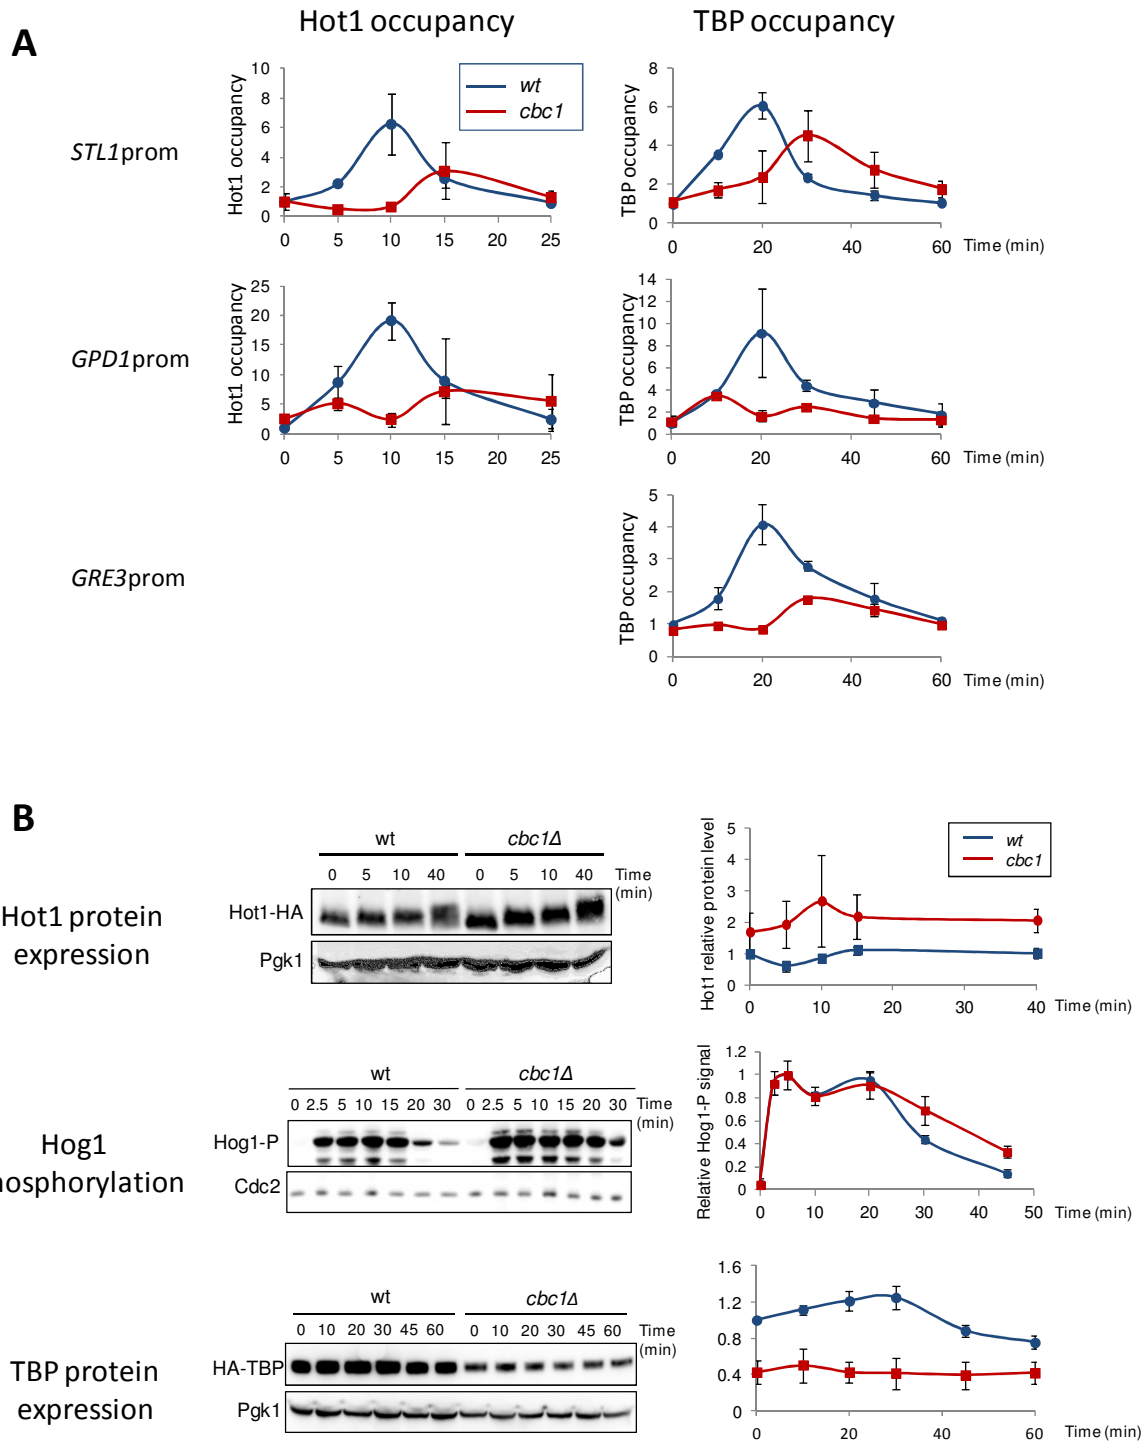 A
Hot1 occupancy
TBP occupancy
STL1prom
Hot1 occupancy
10
8
6
4
2
0
0 5 10 15 20 25
wt
cbc1
TBP occupancy
8
6
4
2
0
0 20 40 60 Time (min)
GPD1prom
Hot1 occupancy
25
20
15
10
5
0
0 5 10 15 20 25
TBP occupancy
14
12
10
8
6
4
2
0
0 20 40 60 Time (min)
GRE3prom
TBP occupancy
5
4
3
2
1
0
0 20 40 60 Time (min)
B
Hot1 protein
expression
wt cbc1Δ
0 5 10 40 0 5 10 40 Time
(min)
Hot1-HA
Pgk1
Hot1 relative protein level
5
4
3
2
1
0
0 10 20 30 40 Time (min)
wt
cbc1
Hog1
hosphorylation
wt cbc1Δ
0 2.5 5 10 15 20 30 0 2.5 5 10 15 20 30 Time
(min)
Hog1-P
Cdc2
Relative Hog1-P signal
1.2
1
0.8
0.6
0.4
0.2
0
0 10 20 30 40 50 Time (min)
TBP protein
expression
wt cbc1Δ
0 10 20 30 45 60 0 10 20 30 45 60 Time
(min)
HA-TBP
Pgk1
1.6
1.2
0.8
0.4
0
0 20 40 60 Time (min)